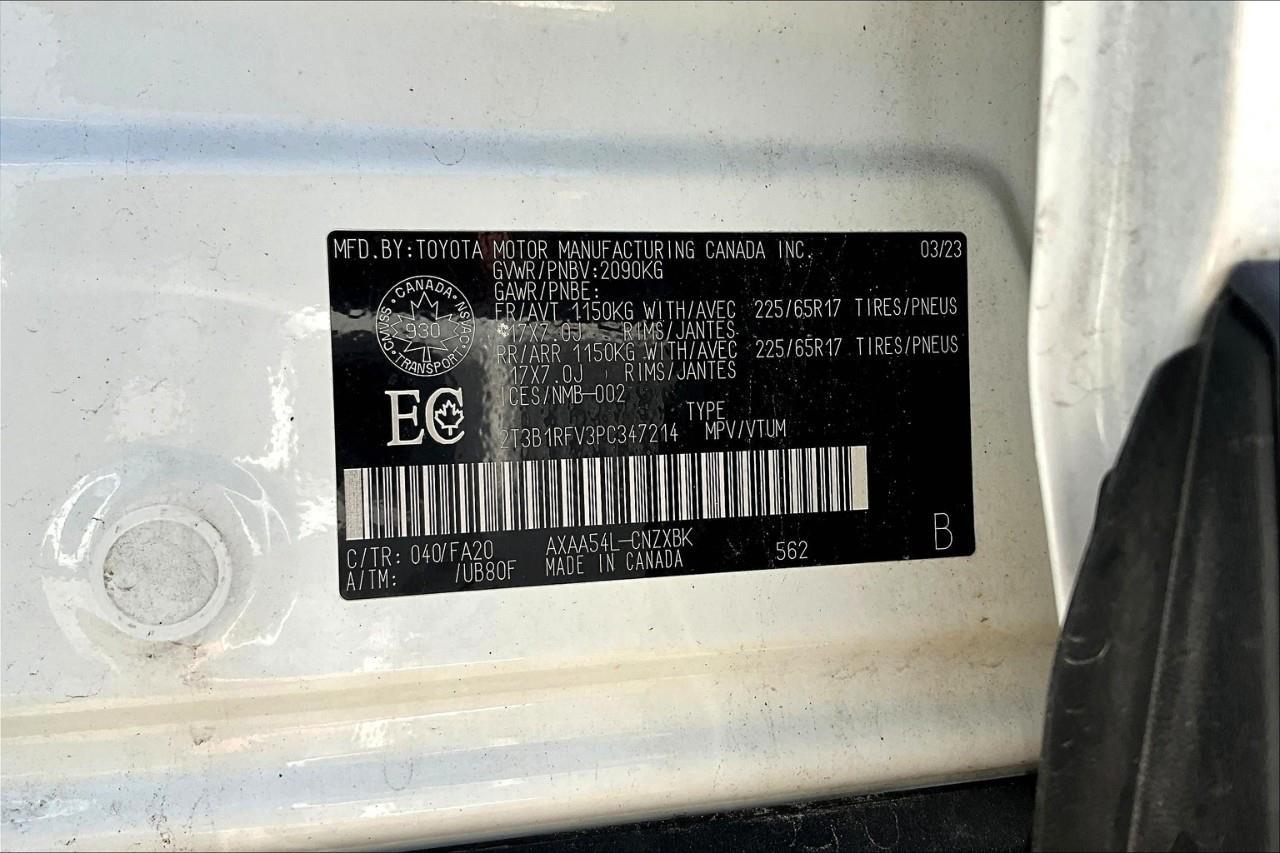 MFD.BY:TOYOTA MOTOR MANUFACTURING CANADA INC. 03/23
GVWR/PNBV:2090KG
GAWR/PNBE:
FR/AVT 1150KG WITH/AVEC 225/65R17 TIRES/PNEUS
17X7.0J RIMS/JANTES
RR/ARR 1150KG WITH/AVEC 225/65R17 TIRES/PNEUS
17X7.0J RIMS/JANTES
ICES/NMB-002
CANADA
CMVSS NSVAC
930
TRANSPORT
EC
TYPE
2T3B1RFV3PC347214 MPV/VTUM
C/TR: 040/FA20 AXAA54L-CNZXBK 562 B
A/TM: /UB80F MADE IN CANADA